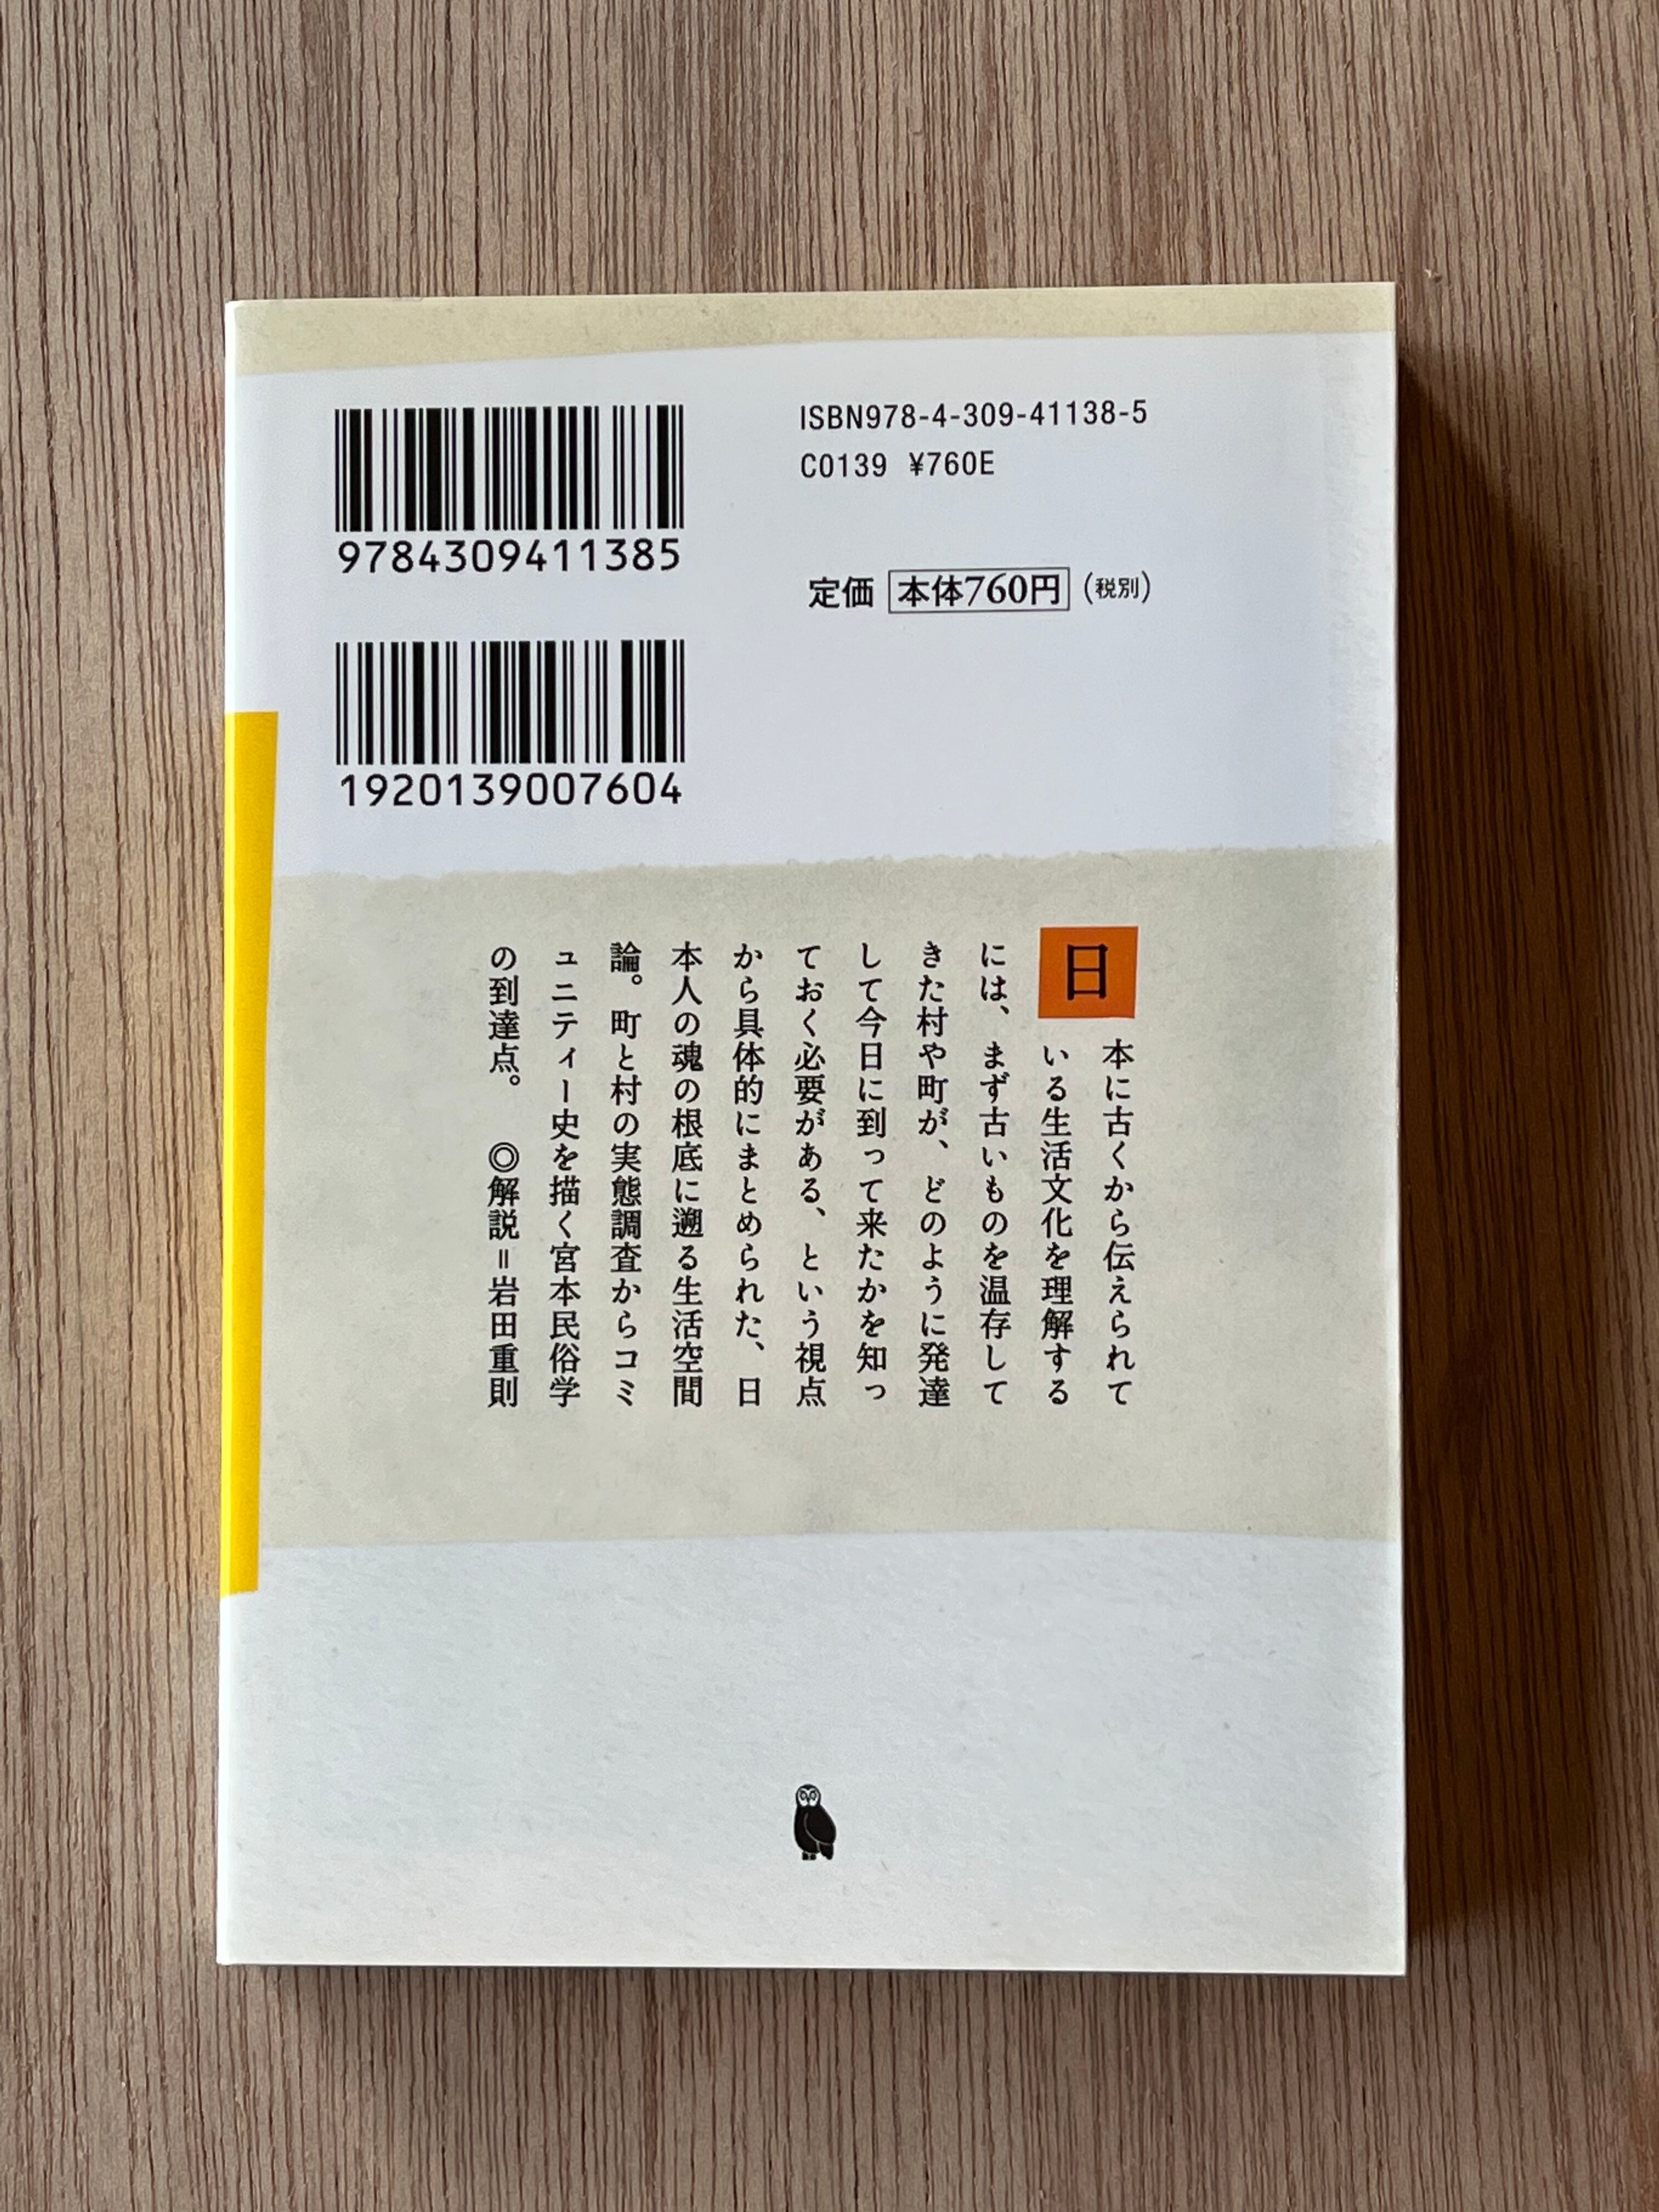 ISBN978-4-309-41138-5
C0139 ¥760E
定価 本体760円 (税別)
9784309411385
1920139007604
日本に古くから伝えられて
いる生活文化を理解する
には、まず古いものを温存して
きた村や町が、どのように発達
して今日に到って来たかを知っ
ておく必要がある、という視点
から具体的にまとめられた、日
本人の魂の根底に遡る生活空間
論。町と村の実態調査からコミ
ュニティー史を描く宮本民俗学
の到達点。 ◎解説=岩田重則